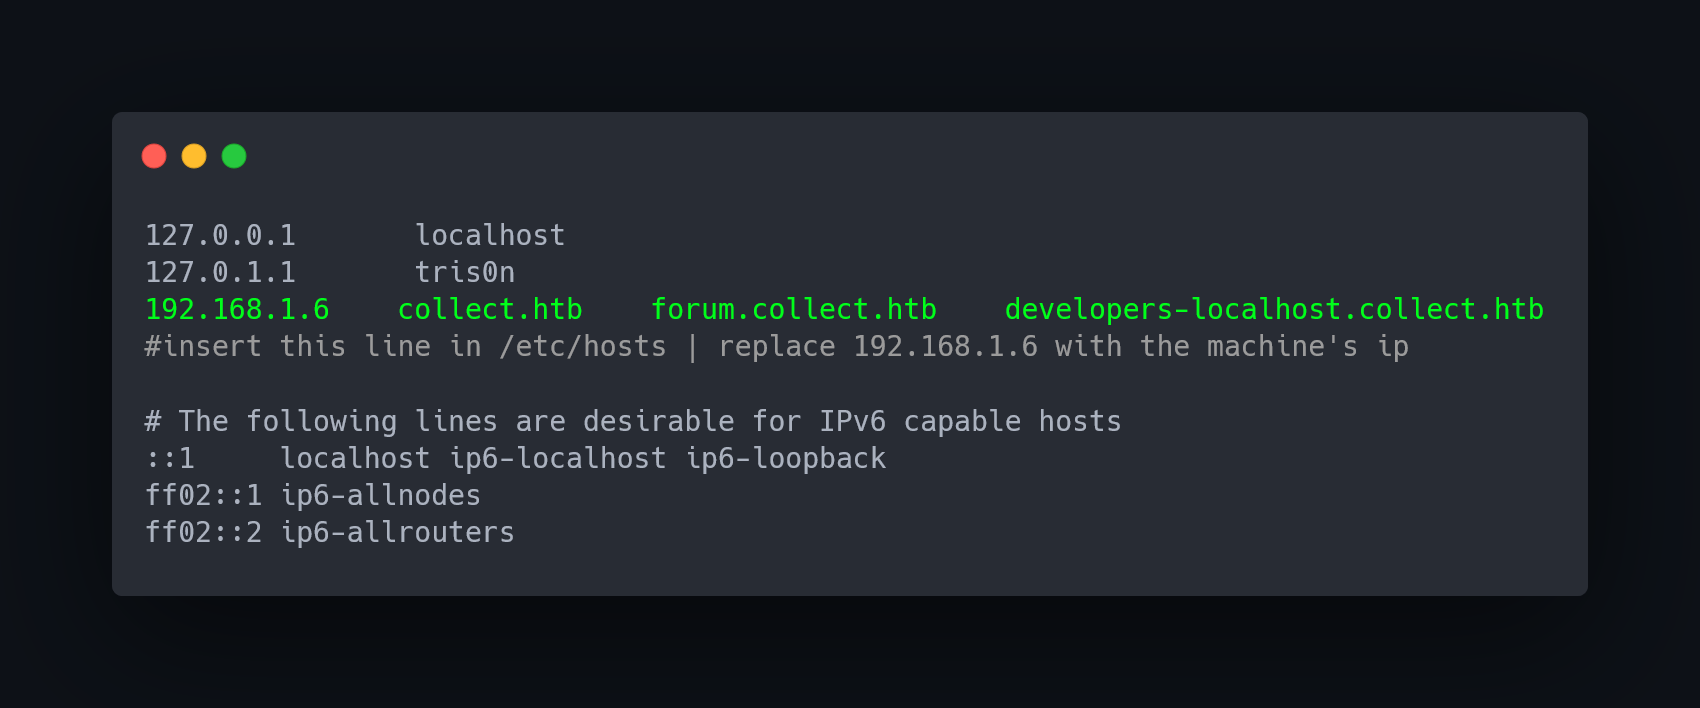 127.0.0.1       localhost
127.0.1.1       tris0n
192.168.1.6    collect.htb    forum.collect.htb    developers-localhost.collect.htb
#insert this line in /etc/hosts | replace 192.168.1.6 with the machine's ip
# The following lines are desirable for IPv6 capable hosts
::1     localhost ip6-localhost ip6-loopback
ff02::1 ip6-allnodes
ff02::2 ip6-allrouters